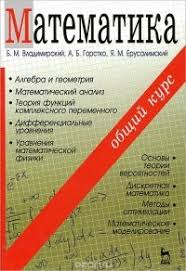 Математика
Б. М. Владимирский, А. Б. Горстко, Я. М. Ерусалимский
• Алгебра и геометрия
• Математический анализ
• Теория функций
комплексного переменного
• Дифференциальные
уравнения
• Уравнения
математической
физики
общий курс
Основы •
теории
вероятностей
Дискретная •
математика
Методы •
оптимизации
Математическое •
моделирование